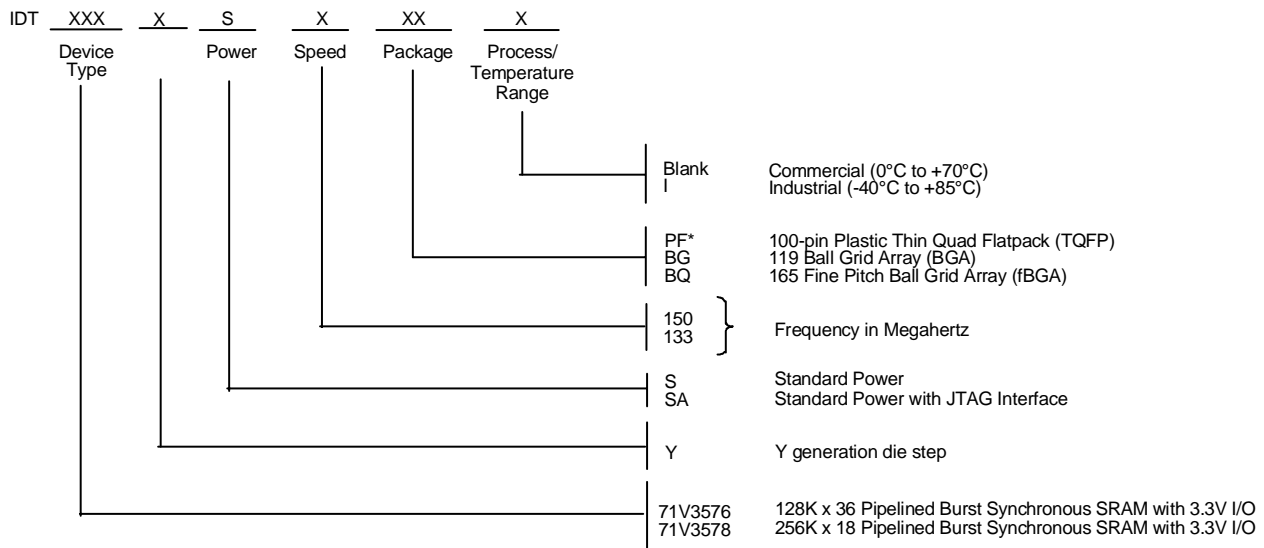 IDT XXX X S X XX X
Device Type
Power
Speed
Package
Process/
Temperature
Range
Blank Commercial (0°C to +70°C)
I Industrial (-40°C to +85°C)
PF* 100-pin Plastic Thin Quad Flatpack (TQFP)
BG 119 Ball Grid Array (BGA)
BQ 165 Fine Pitch Ball Grid Array (fBGA)
150
133
Frequency in Megahertz
S Standard Power
SA Standard Power with JTAG Interface
Y Y generation die step
71V3576 128K x 36 Pipelined Burst Synchronous SRAM with 3.3V I/O
71V3578 256K x 18 Pipelined Burst Synchronous SRAM with 3.3V I/O